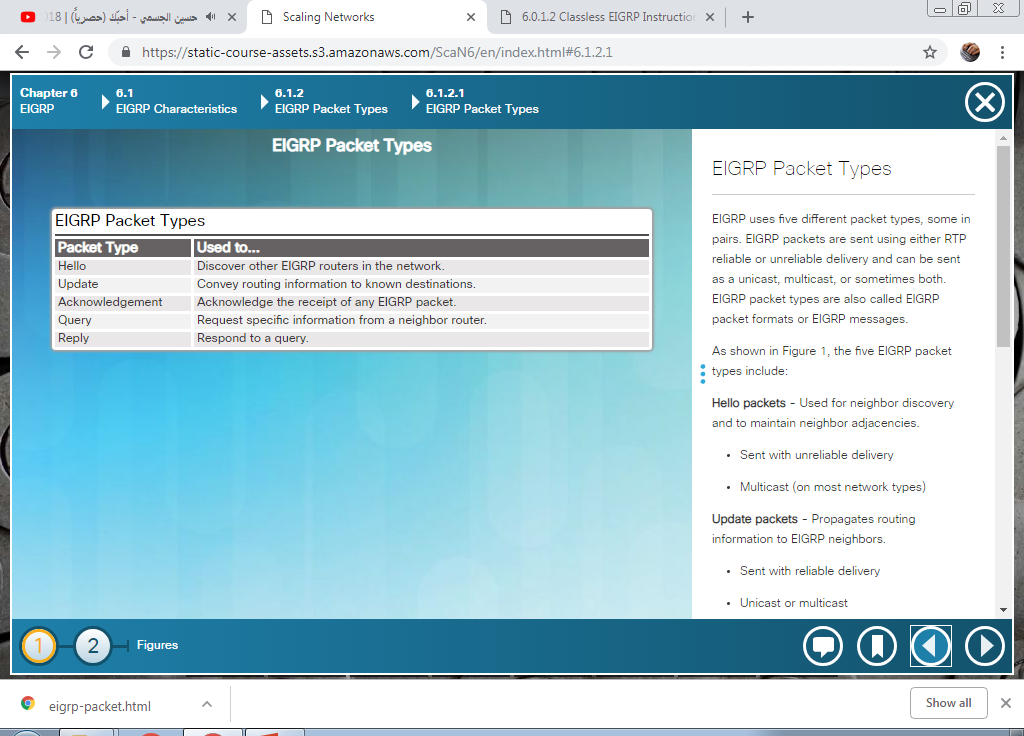 حسين الجسمي - أحبّك (حصرياً) | 2018
Scaling Networks
6.0.1.2 Classless EIGRP Instructio
https://static-course-assets.s3.amazonaws.com/ScaN6/en/index.html#6.1.2.1
Chapter 6
EIGRP
6.1
EIGRP Characteristics
6.1.2
EIGRP Packet Types
6.1.2.1
EIGRP Packet Types
EIGRP Packet Types
EIGRP Packet Types
Packet Type Used to...
Hello Discover other EIGRP routers in the network.
Update Convey routing information to known destinations.
Acknowledgement Acknowledge the receipt of any EIGRP packet.
Query Request specific information from a neighbor router.
Reply Respond to a query.
EIGRP Packet Types
EIGRP uses five different packet types, some in
pairs. EIGRP packets are sent using either RTP
reliable or unreliable delivery and can be sent
as a unicast, multicast, or sometimes both.
EIGRP packet types are also called EIGRP
packet formats or EIGRP messages.
As shown in Figure 1, the five EIGRP packet
types include:
Hello packets - Used for neighbor discovery
and to maintain neighbor adjacencies.
• Sent with unreliable delivery
• Multicast (on most network types)
Update packets - Propagates routing
information to EIGRP neighbors.
• Sent with reliable delivery
• Unicast or multicast
1 2 Figures
eigrp-packet.html
Show all